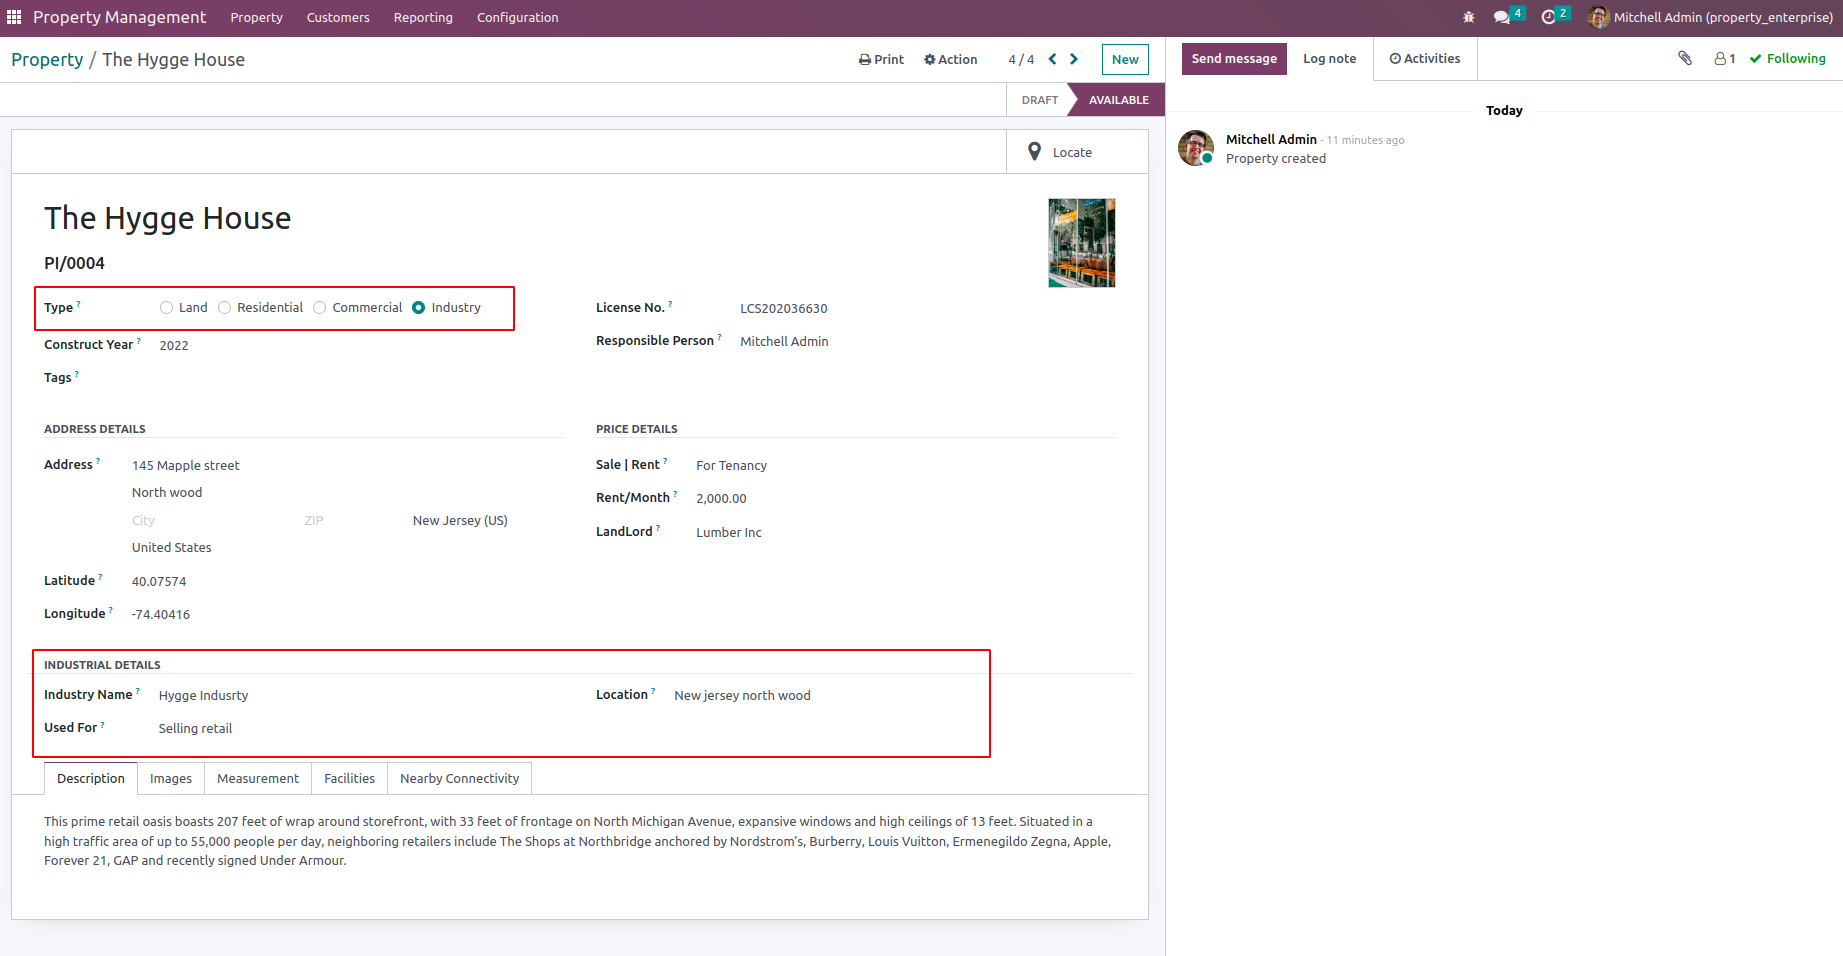 Property Management Property Customers Reporting Configuration 4 2 Mitchell Admin (property_enterprise)
Property / The Hygge House Print Action 4 / 4 New Send message Log note Activities 1 Following
DRAFT AVAILABLE
Today
Locate
Mitchell Admin - 11 minutes ago
Property created
The Hygge House
PI/0004
Type ? Land Residential Commercial Industry
License No. ? LCS202036630
Construct Year ? 2022
Responsible Person ? Mitchell Admin
Tags ?
ADDRESS DETAILS
PRICE DETAILS
Address ? 145 Mapple street
North wood
City ZIP New Jersey (US)
United States
Sale | Rent ? For Tenancy
Rent/Month ? 2,000.00
LandLord ? Lumber Inc
Latitude ? 40.07574
Longitude ? -74.40416
INDUSTRIAL DETAILS
Industry Name ? Hygge Indusrty
Location ? New jersey north wood
Used For ? Selling retail
Description Images Measurement Facilities Nearby Connectivity
This prime retail oasis boasts 207 feet of wrap around storefront, with 33 feet of frontage on North Michigan Avenue, expansive windows and high ceilings of 13 feet. Situated in a
high traffic area of up to 55,000 people per day, neighboring retailers include The Shops at Northbridge anchored by Nordstrom’s, Burberry, Louis Vuitton, Ermenegildo Zegna, Apple,
Forever 21, GAP and recently signed Under Armour.